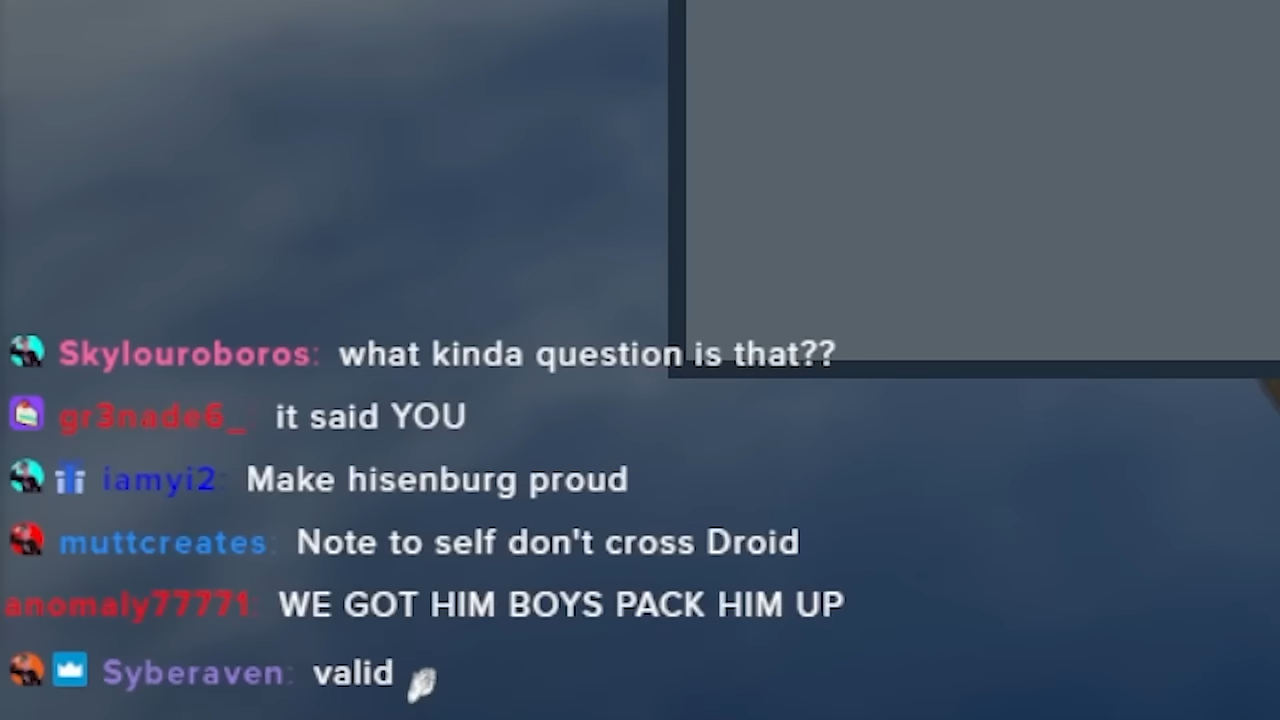 Skylouroboros: what kinda question is that??
gr3nade6_: it said YOU
iamyi2: Make hisenburg proud
muttcreates: Note to self don't cross Droid
anomaly77771: WE GOT HIM BOYS PACK HIM UP
Syberaven: valid